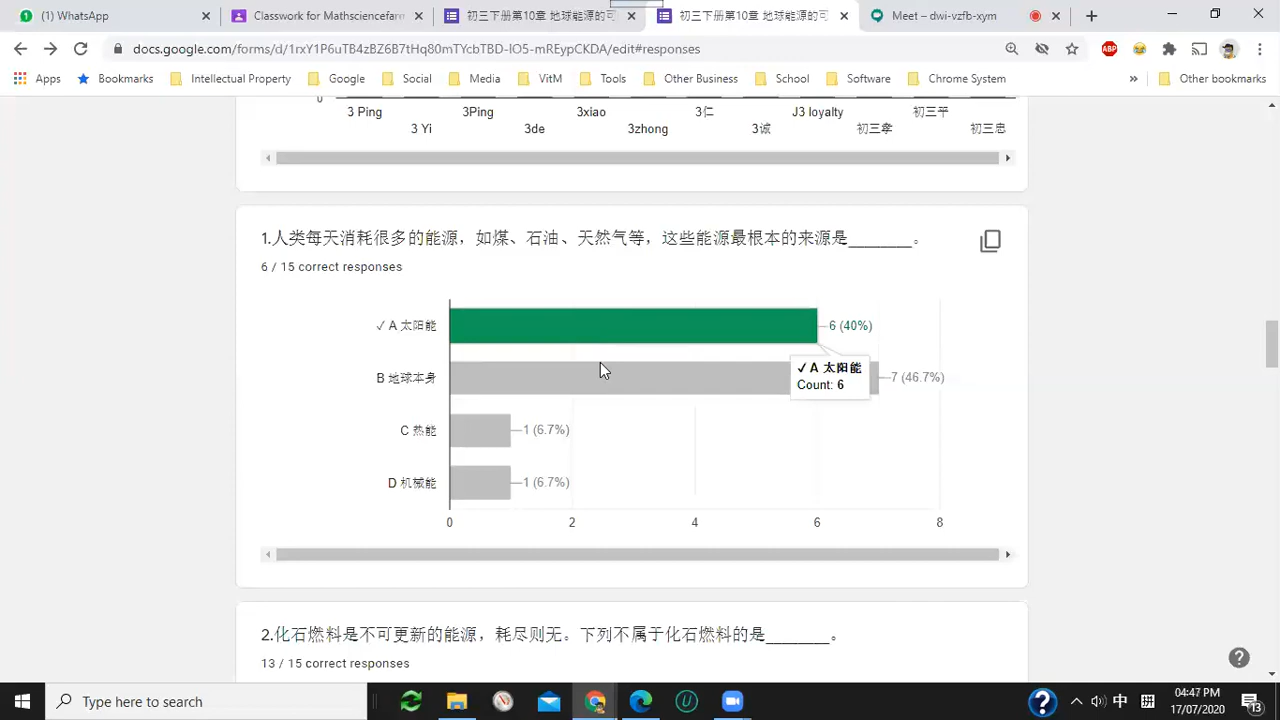 (1) WhatsApp
Classwork for Mathsciencefa
初三下册第10章 地球能源的可
初三下册第10章 地球能源的可
Meet – dwi-vzfb-xym
docs.google.com/forms/d/1rxY1P6uTB4zBZ6B7tHq80mTYcbTBD-IO5-mREypCKDA/edit#responses
ABP
Apps
Bookmarks
Intellectual Property
Google
Social
Media
VitM
Tools
Other Business
School
Software
Chrome System
»
Other bookmarks
0
3 Ping
3Ping
3xiao
3仁
J3 loyalty
初三平
3 Yi
3de
3zhong
3诚
初三孝
初三忠
1.人类每天消耗很多的能源，如煤、石油、天然气等，这些能源最根本的来源是________。
6 / 15 correct responses
✓ A 太阳能
6 (40%)
✓ A 太阳能
Count: 6
B 地球本身
7 (46.7%)
C 热能
1 (6.7%)
D 机械能
1 (6.7%)
0 2 4 6 8
2.化石燃料是不可更新的能源，耗尽则无。下列不属于化石燃料的是________。
13 / 15 correct responses
Type here to search
中
拼
04:47 PM
17/07/2020
13